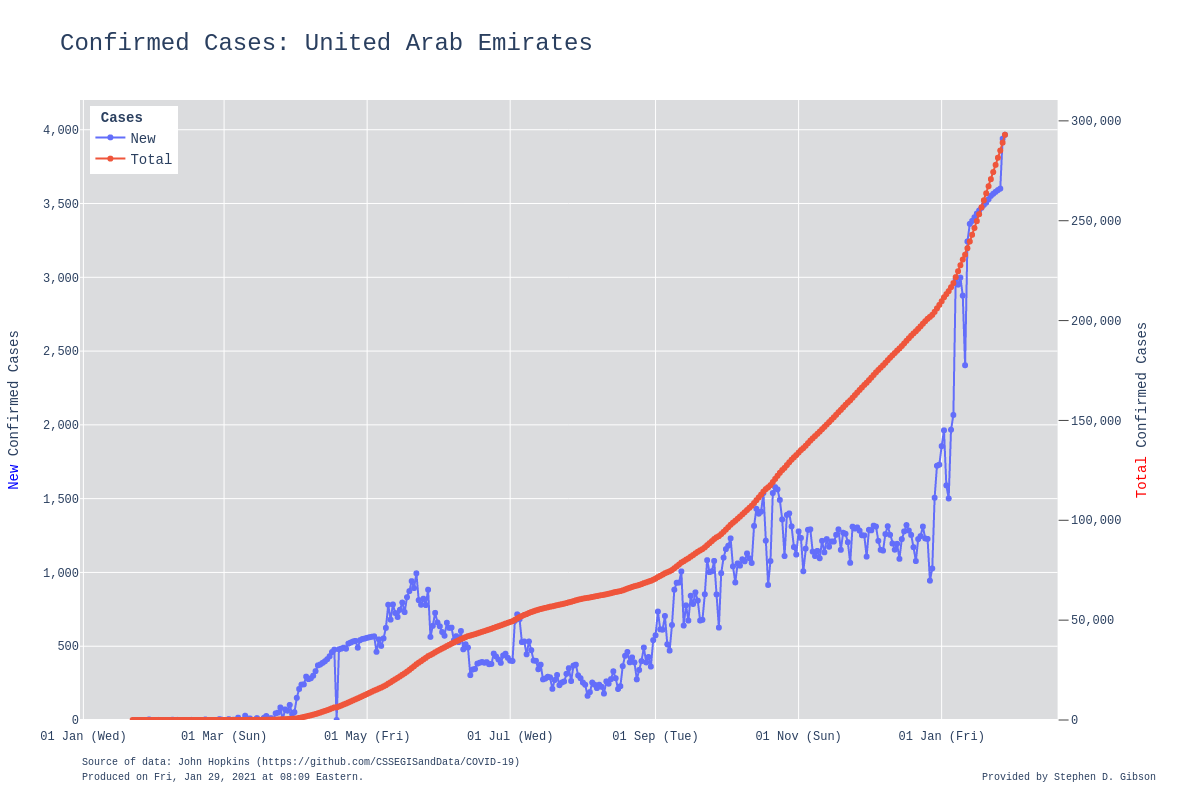 Confirmed Cases: United Arab Emirates
Cases
New
Total
4,000
3,500
3,000
2,500
2,000
1,500
1,000
500
0
New Confirmed Cases
300,000
250,000
200,000
150,000
100,000
50,000
0
Total Confirmed Cases
01 Jan (Wed)
01 Mar (Sun)
01 May (Fri)
01 Jul (Wed)
01 Sep (Tue)
01 Nov (Sun)
01 Jan (Fri)
Source of data: John Hopkins (https://github.com/CSSEGISandData/COVID-19)
Produced on Fri, Jan 29, 2021 at 08:09 Eastern.
Provided by Stephen D. Gibson